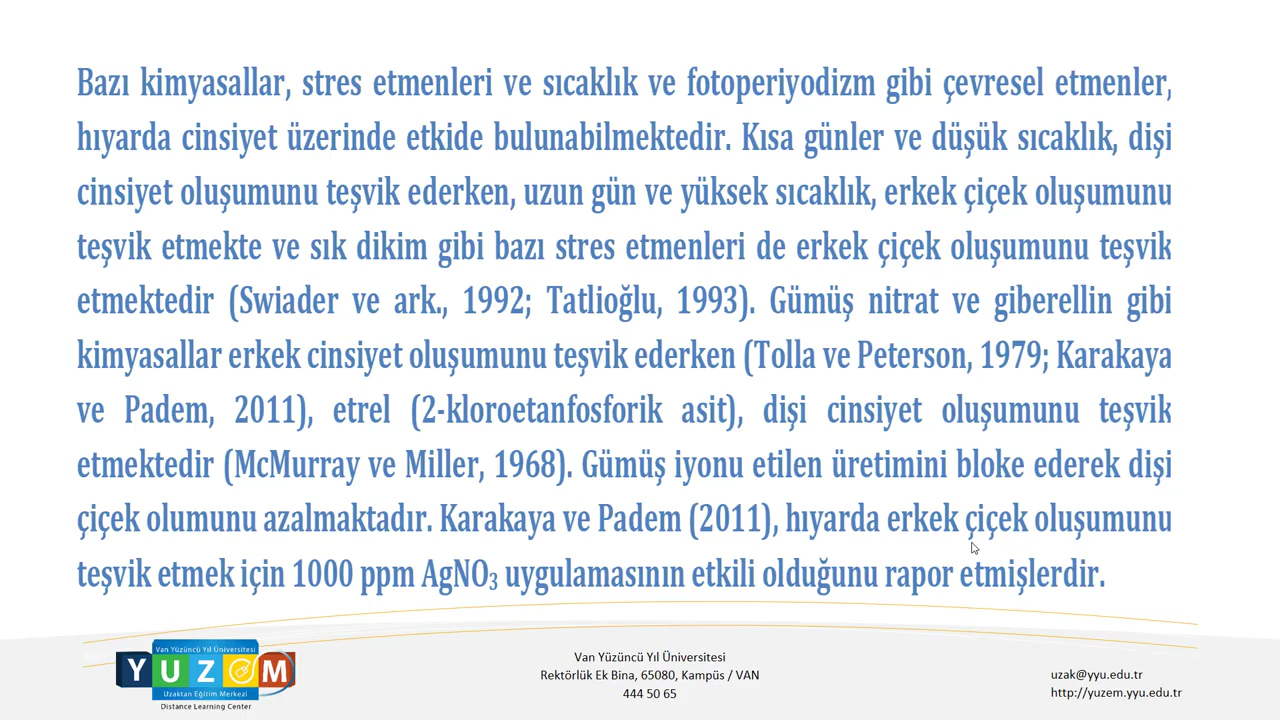 Bazı kimyasallar, stres etmenleri ve sıcaklık ve fotoperiyodizm gibi çevresel etmenler,
hıyarda cinsiyet üzerinde etkide bulunabilmektedir. Kısa günler ve düşük sıcaklık, dişi
cinsiyet oluşumunu teşvik ederken, uzun gün ve yüksek sıcaklık, erkek çiçek oluşumunu
teşvik etmekte ve sık dikim gibi bazı stres etmenleri de erkek çiçek oluşumunu teşvik
etmektedir (Swiader ve ark., 1992; Tatlioğlu, 1993). Gümüş nitrat ve giberellin gibi
kimyasallar erkek cinsiyet oluşumunu teşvik ederken (Tolla ve Peterson, 1979; Karakaya
ve Padem, 2011), etrel (2-kloroetanfosforik asit), dişi cinsiyet oluşumunu teşvik
etmektedir (McMurray ve Miller, 1968). Gümüş iyonu etilen üretimini bloke ederek dişi
çiçek olumunu azalmaktadır. Karakaya ve Padem (2011), hıyarda erkek çiçek oluşumunu
teşvik etmek için 1000 ppm AgNO₃ uygulamasının etkili olduğunu rapor etmişlerdir.
Van Yüzüncü Yıl Üniversitesi
YUZEM
Uzaktan Eğitim Merkezi
Distance Learning Center
Van Yüzüncü Yıl Üniversitesi
Rektörlük Ek Bina, 65080, Kampüs / VAN
444 50 65
uzak@yyu.edu.tr
http://yuzem.yyu.edu.tr